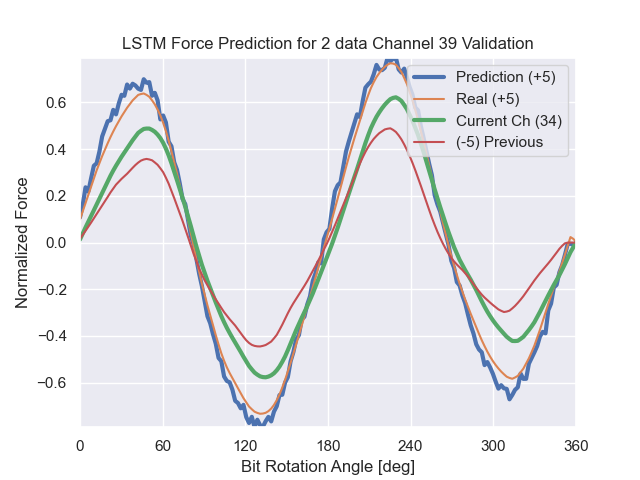 LSTM Force Prediction for 2 data Channel 39 Validation
Prediction (+5)
Real (+5)
Current Ch (34)
(-5) Previous
Normalized Force
0.6
0.4
0.2
0.0
−0.2
−0.4
−0.6
0 60 120 180 240 300 360
Bit Rotation Angle [deg]